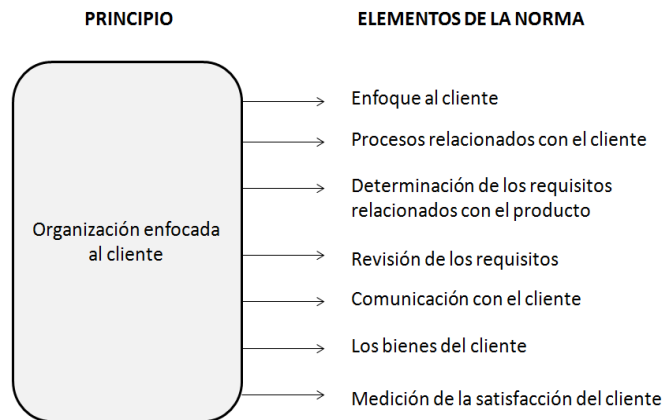 PRINCIPIO
ELEMENTOS DE LA NORMA
Organización enfocada
al cliente
Enfoque al cliente
Procesos relacionados con el cliente
Determinación de los requisitos
relacionados con el producto
Revisión de los requisitos
Comunicación con el cliente
Los bienes del cliente
Medición de la satisfacción del cliente